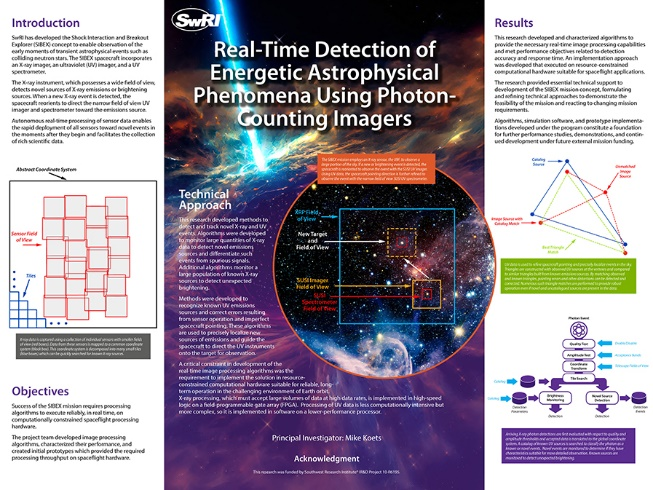 Introduction
SwRI has developed the Shock Interaction and Breakout
Explorer (SIBEX) concept to enable observation of the
early moments of transient astrophysical events such as
colliding neutron stars. The SIBEX spacecraft incorporates
an X-ray imager, an ultraviolet (UV) imager, and a UV
spectrometer.
The X-ray instrument, which possesses a wide field of view,
detects novel sources of X-ray emissions or brightening
sources. When a new X-ray event is detected, the
spacecraft reorients to direct the narrow field of view UV
imager and spectrometer toward the emissions source.
Autonomous real-time processing of sensor data enables
the rapid deployment of all sensors toward novel events in
the moments after they begin and facilitates the collection
of rich scientific data.
Abstract Coordinate System
Sensor Field
of View
Tiles
Objectives
Success of the SIBEX mission requires processing
algorithms to execute reliably, in real time, on
computationally constrained spaceflight processing
hardware.
The project team developed image processing
algorithms, characterized their performance, and
created initial prototypes which provided the required
processing throughput on spaceflight hardware.
SwRI
Real-Time Detection of
Energetic Astrophysical
Phenomena Using Photon-
Counting Imagers
Technical
Approach
This research developed methods to
detect and track novel X-ray and UV
events. Algorithms were developed
to monitor large quantities of X-ray
data to detect novel emissions
sources and differentiate such
events from spurious signals.
Additional algorithms monitor a
large population of known X-ray
sources to detect unexpected
brightening.
Methods were developed to
recognize known UV emissions
sources and correct errors resulting
from sensor operation and imperfect
spacecraft pointing. These algorithms
are used to precisely localize new
sources of emissions and guide the
spacecraft to direct the UV instruments
onto the target for observation.
A critical constraint in development of the
real time image processing algorithms was the
requirement to implement the solution in resource-
constrained computational hardware suitable for reliable, long-
term operation in the challenging environment of Earth orbit.
X-ray processing, which must accept large volumes of data at high data rates, is implemented in high-speed
logic on a field-programmable gate array (FPGA). Processing of UV data is less computationally intensive but
more complex, so it is implemented in software on a lower-performance processor.
XRP Field
of View
New Target
and
Field of View
SUSI Imager
Field of View
SUSI
Spectrometer
Field of View
Principal Investigator: Mike Koets
Acknowledgment
This research was funded by Southwest Research Institute® IR&D Project
Results
This research developed and characterized algorithms to
provide the necessary real-time image processing capabilities
and met performance objectives related to detection
accuracy and response time. An implementation approach
was developed that executed on resource-constrained
computational hardware suitable for spaceflight applications.
The research provided essential technical support to
development of the SIBEX mission concept, formulating
and refining technical approaches to demonstrate the
feasibility of the mission and reacting to changing mission
requirements.
Algorithms, simulation software, and prototype implementa-
tions developed under the program constitute a foundation
for further performance studies, demonstrations, and contin-
ued development under future external mission funding.
Catalog
Source
Unmatched
Image
Source
Image Source with
Catalog Match
Best Triangle
Match
Photon Event
Quality Test
Amplitude Test
Coordinate
Transform
Tile Search
Brightness
Monitoring
Novel Source
Detection
Catalog
Detection
Parameters
Detection
Detection
Detection
Events